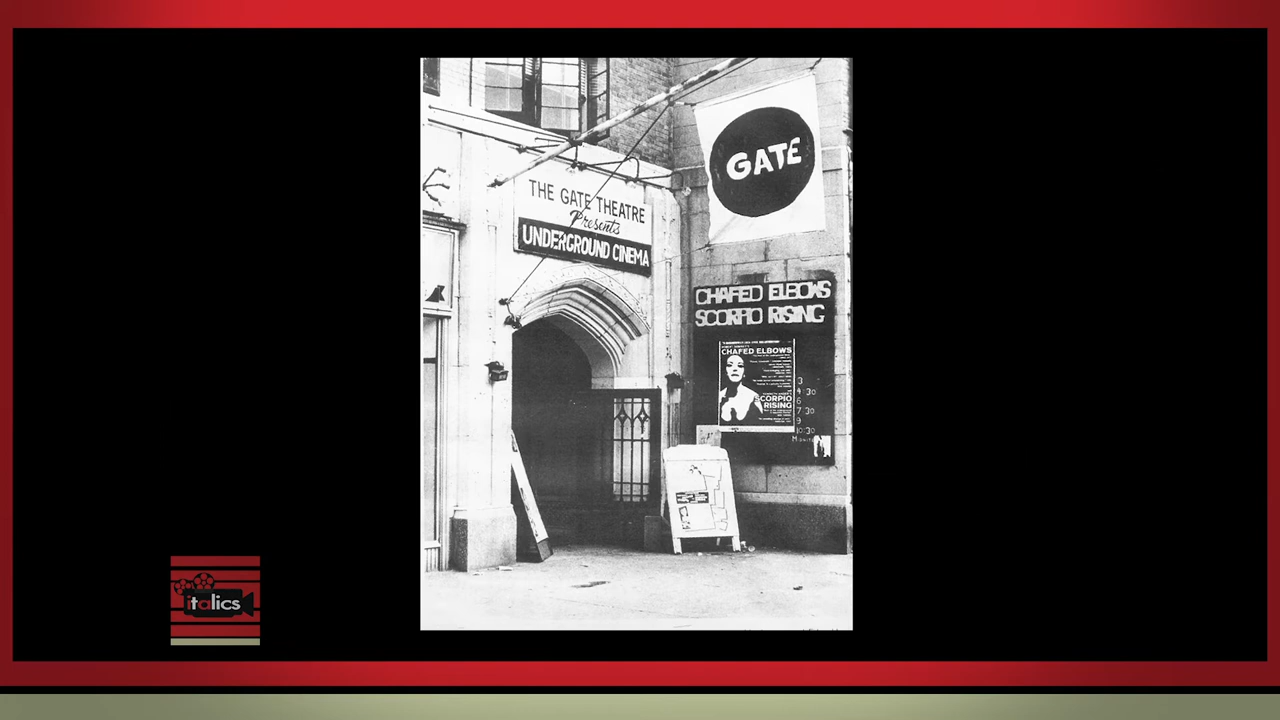 GATE
THE GATE THEATRE
Presents
UNDERGROUND CINEMA
CHAFED ELBOWS
SCORPIO RISING
CHAFED ELBOWS
SCORPIO
RISING
3
4:30
6
7:30
9
10:30
italics